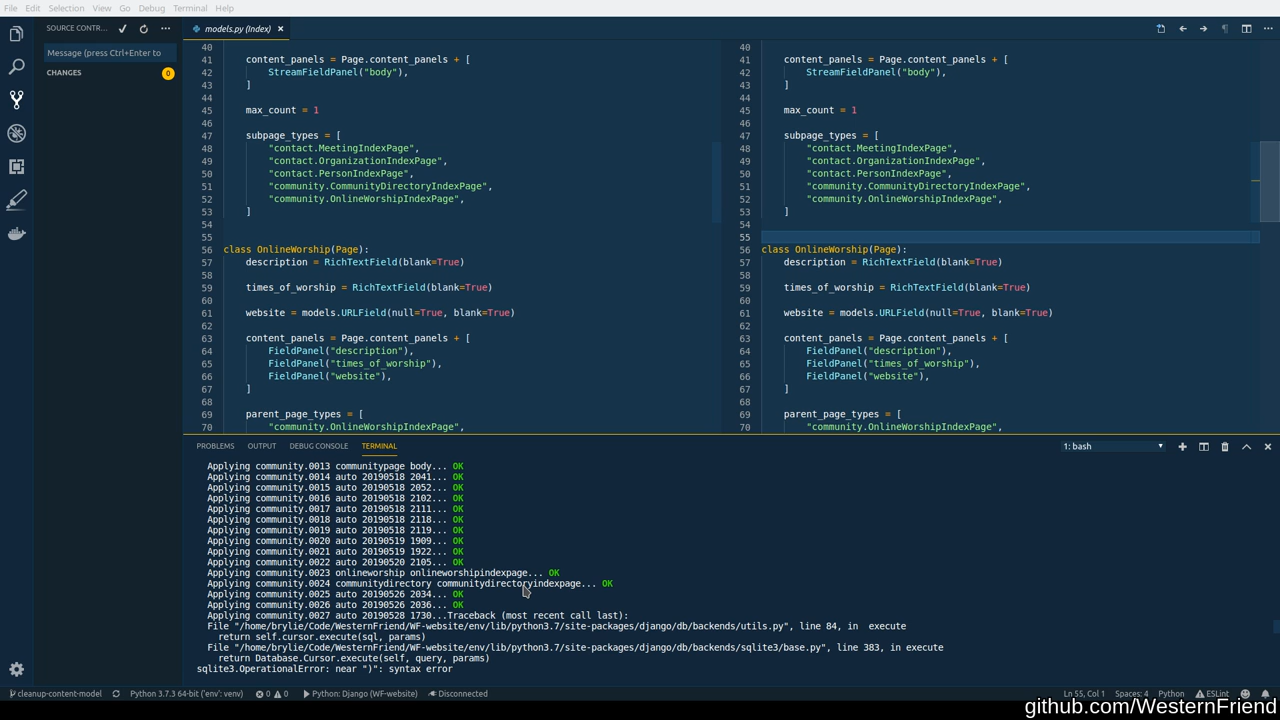 File Edit Selection View Go Debug Terminal Help
SOURCE CONTR... ✓ ...
models.py (Index) ×
Message (press Ctrl+Enter to
CHANGES 0
40
41 content_panels = Page.content_panels + [
42 StreamFieldPanel("body"),
43 ]
44
45 max_count = 1
46
47 subpage_types = [
48 "contact.MeetingIndexPage",
49 "contact.OrganizationIndexPage",
50 "contact.PersonIndexPage",
51 "community.CommunityDirectoryIndexPage",
52 "community.OnlineWorshipIndexPage",
53 ]
54
55
56 class OnlineWorship(Page):
57 description = RichTextField(blank=True)
58
59 times_of_worship = RichTextField(blank=True)
60
61 website = models.URLField(null=True, blank=True)
62
63 content_panels = Page.content_panels + [
64 FieldPanel("description"),
65 FieldPanel("times_of_worship"),
66 FieldPanel("website"),
67 ]
68
69 parent_page_types = [
70 "community.OnlineWorshipIndexPage",
40
41 content_panels = Page.content_panels + [
42 StreamFieldPanel("body"),
43 ]
44
45 max_count = 1
46
47 subpage_types = [
48 "contact.MeetingIndexPage",
49 "contact.OrganizationIndexPage",
50 "contact.PersonIndexPage",
51 "community.CommunityDirectoryIndexPage",
52 "community.OnlineWorshipIndexPage",
53 ]
54
55
56 class OnlineWorship(Page):
57 description = RichTextField(blank=True)
58
59 times_of_worship = RichTextField(blank=True)
60
61 website = models.URLField(null=True, blank=True)
62
63 content_panels = Page.content_panels + [
64 FieldPanel("description"),
65 FieldPanel("times_of_worship"),
66 FieldPanel("website"),
67 ]
68
69 parent_page_types = [
70 "community.OnlineWorshipIndexPage",
PROBLEMS OUTPUT DEBUG CONSOLE TERMINAL 1: bash
Applying community.0013 communitypage body... OK
Applying community.0014 auto 20190518 2041... OK
Applying community.0015 auto 20190518 2052... OK
Applying community.0016 auto 20190518 2102... OK
Applying community.0017 auto 20190518 2111... OK
Applying community.0018 auto 20190518 2118... OK
Applying community.0019 auto 20190518 2119... OK
Applying community.0020 auto 20190519 1909... OK
Applying community.0021 auto 20190519 1922... OK
Applying community.0022 auto 20190520 2105... OK
Applying community.0023 onlineworship onlineworshipindexpage... OK
Applying community.0024 communitydirectory communitydirectoryindexpage... OK
Applying community.0025 auto 20190526 2034... OK
Applying community.0026 auto 20190526 2036... OK
Applying community.0027 auto 20190528 1730...Traceback (most recent call last):
File "/home/brylie/Code/WesternFriend/WF-website/env/lib/python3.7/site-packages/django/db/backends/utils.py", line 84, in execute
return self.cursor.execute(sql, params)
File "/home/brylie/Code/WesternFriend/WF-website/env/lib/python3.7/site-packages/django/db/backends/sqlite3/base.py", line 383, in execute
return Database.Cursor.execute(self, query, params)
sqlite3.OperationalError: near ")": syntax error
cleanup-content-model Python 3.7.3 64-bit ('env': venv) 0 0 Python: Django (WF-website) Disconnected Ln 55, Col 1 Spaces: 4 Python ESLint
github.com/WesternFriend